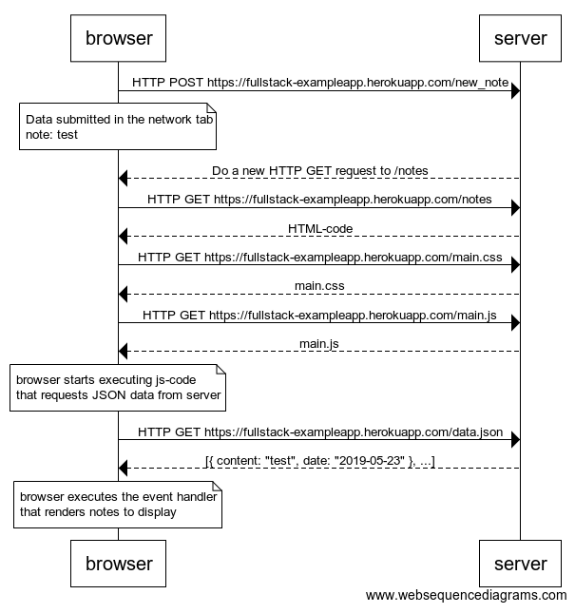 browser
server
HTTP POST https://fullstack-exampleapp.herokuapp.com/new_note
Data submitted in the network tab
note: test
Do a new HTTP GET request to /notes
HTTP GET https://fullstack-exampleapp.herokuapp.com/notes
HTML-code
HTTP GET https://fullstack-exampleapp.herokuapp.com/main.css
main.css
HTTP GET https://fullstack-exampleapp.herokuapp.com/main.js
main.js
browser starts executing js-code
that requests JSON data from server
HTTP GET https://fullstack-exampleapp.herokuapp.com/data.json
[{ content: "test", date: "2019-05-23" }, ...]
browser executes the event handler
that renders notes to display
browser
server
www.websequencediagrams.com